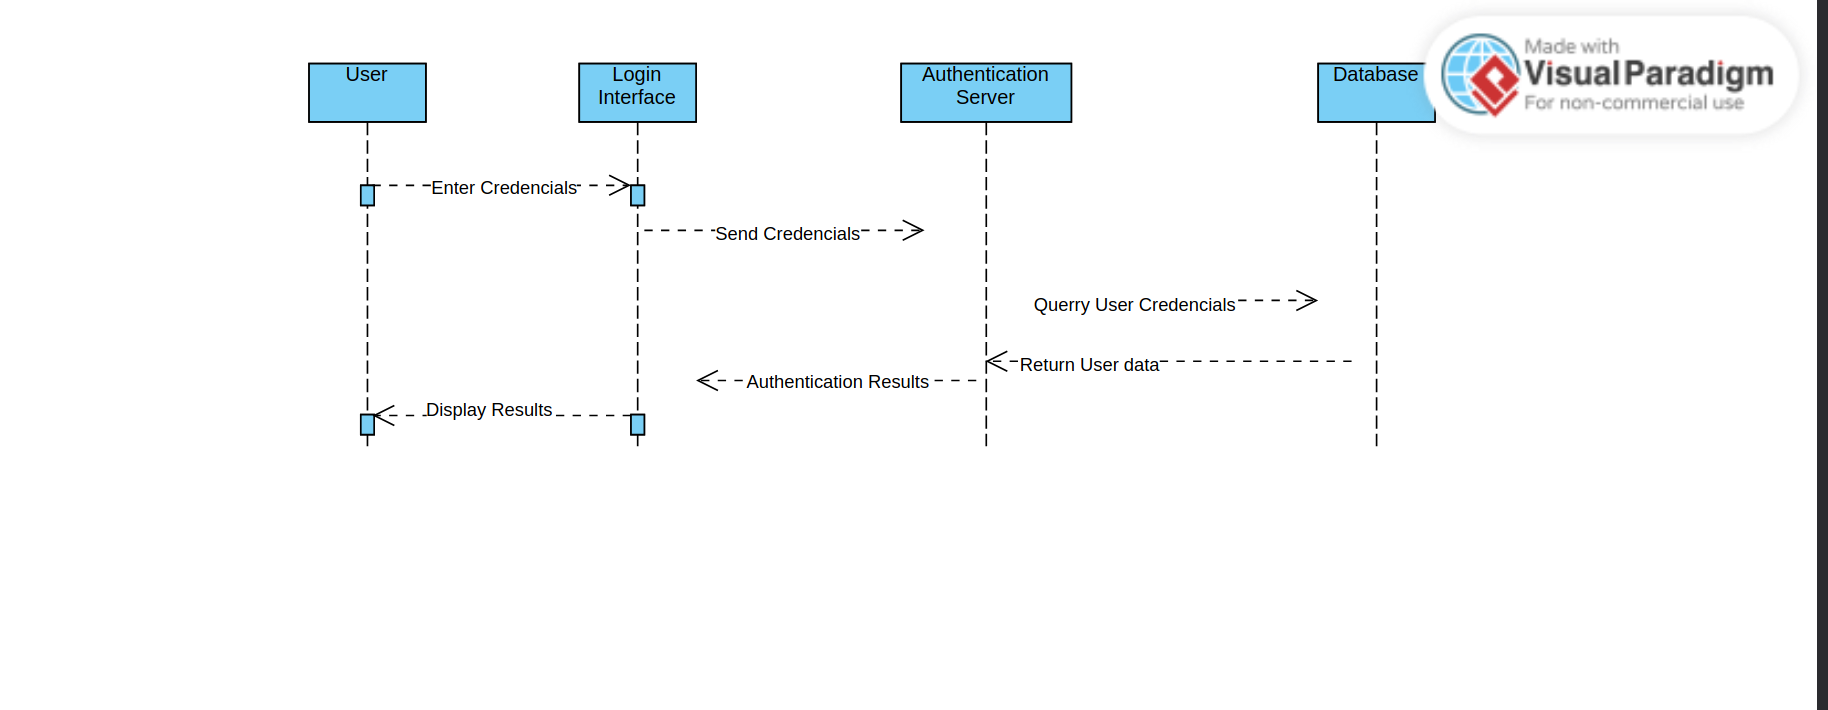 User
Login
Interface
Authentication
Server
Database
Made with
Visual Paradigm
For non-commercial use
Enter Credencials
Send Credencials
Querry User Credencials
Return User data
Authentication Results
Display Results